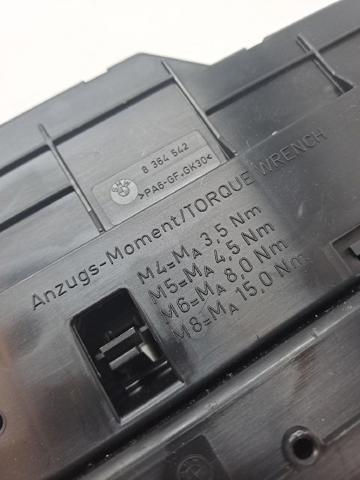 8 364 542
>PA6-GF.GK30<
Anzugs-Moment/TORQUE WRENCH
M4=MA 3,5 Nm
M5=MA 4,5 Nm
M6=MA 8,0 Nm
M8=MA 15,0 Nm